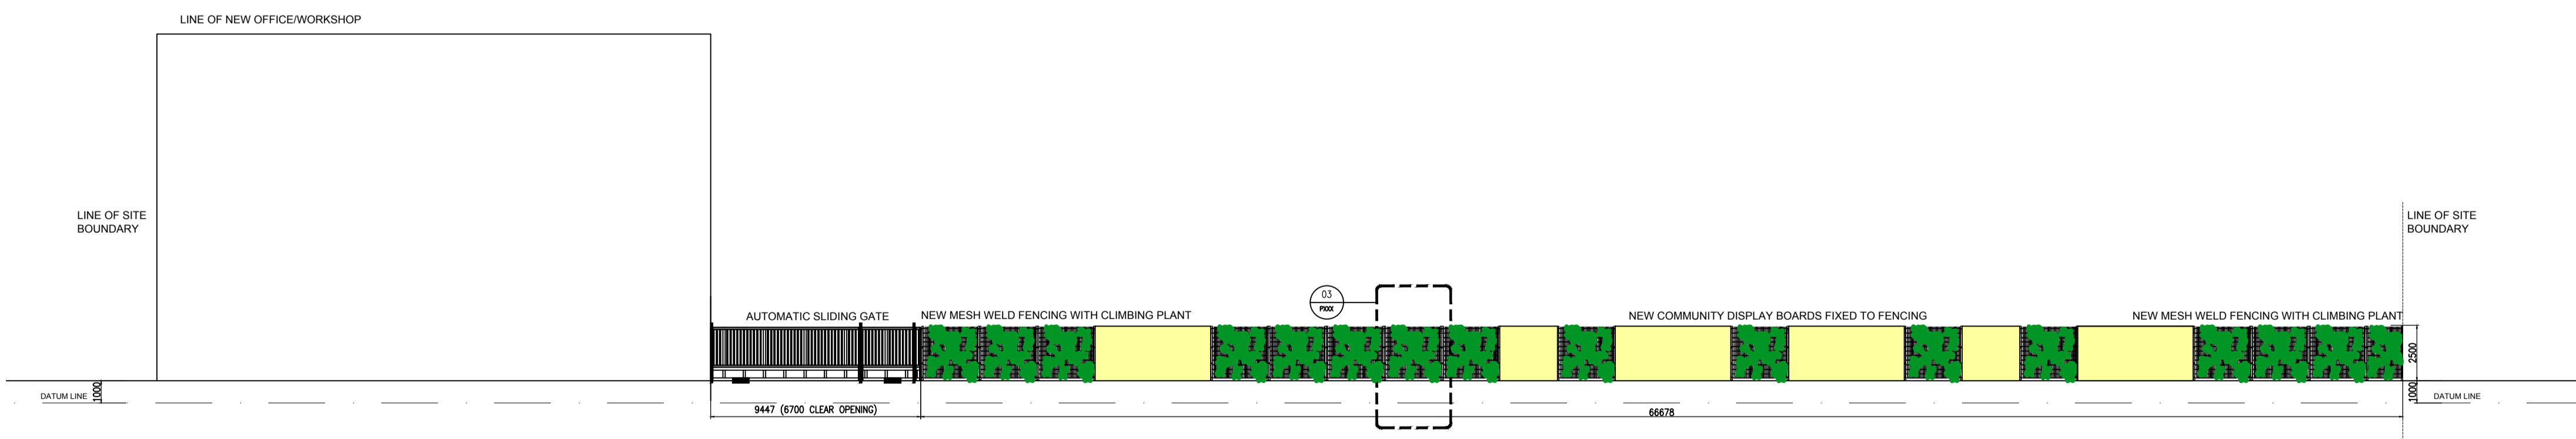 LINE OF NEW OFFICE/WORKSHOP
LINE OF SITE
BOUNDARY
LINE OF SITE
BOUNDARY
03
PXXX
AUTOMATIC SLIDING GATE
NEW MESH WELD FENCING WITH CLIMBING PLANT
NEW COMMUNITY DISPLAY BOARDS FIXED TO FENCING
NEW MESH WELD FENCING WITH CLIMBING PLANT
2500
DATUM LINE
1000
1000
DATUM LINE
9447 (6700 CLEAR OPENING)
66678